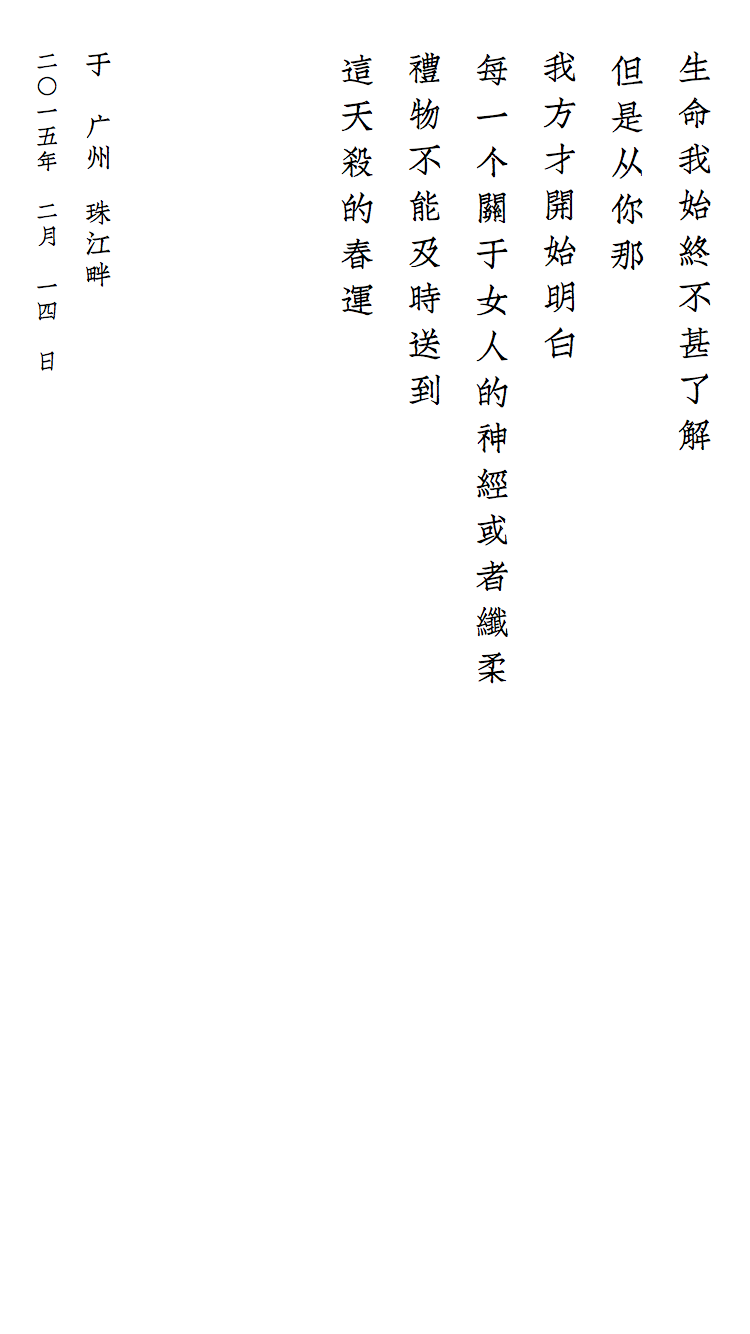 生命我始終不甚了解
但是从你那
我方才開始明白
每一个關于女人的神經或者纖柔
禮物不能及時送到
這天殺的春運
于 广州 珠江畔
二〇一五年 二月 一四 日